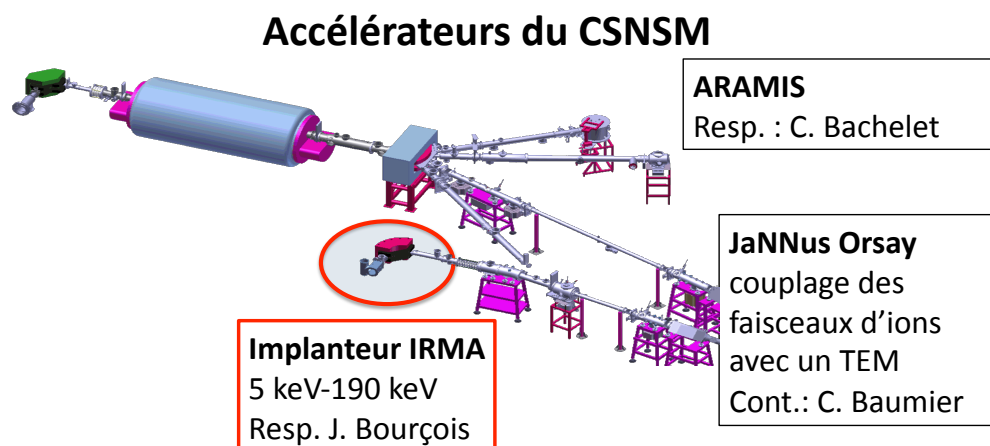 Accélérateurs du CSNSM
ARAMIS
Resp. : C. Bachelet
JaNNus Orsay
couplage des
faisceaux d’ions
avec un TEM
Cont.: C. Baumier
Implanteur IRMA
5 keV-190 keV
Resp. J. Bourçois